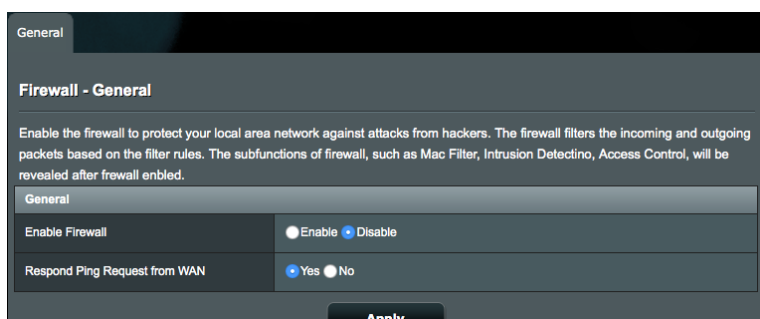 General
Firewall - General
Enable the firewall to protect your local area network against attacks from hackers. The firewall filters the incoming and outgoing
packets based on the filter rules. The subfunctions of firewall, such as Mac Filter, Intrusion Detectino, Access Control, will be
revealed after frewall enbled.
General
Enable Firewall Enable Disable
Respond Ping Request from WAN Yes No
Apply